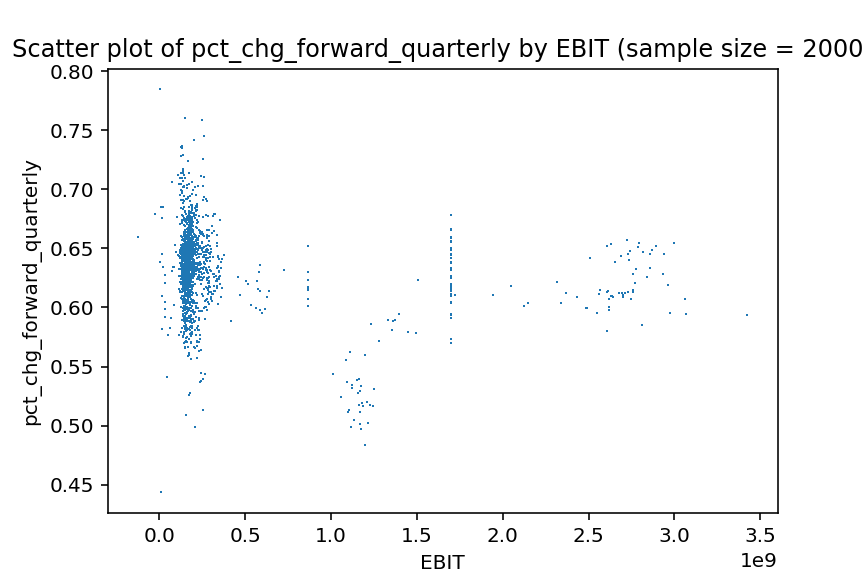 Scatter plot of pct_chg_forward_quarterly by EBIT (sample size = 2000
0.80
0.75
0.70
0.65
0.60
0.55
0.50
0.45
pct_chg_forward_quarterly
0.0 0.5 1.0 1.5 2.0 2.5 3.0 3.5
EBIT
1e9